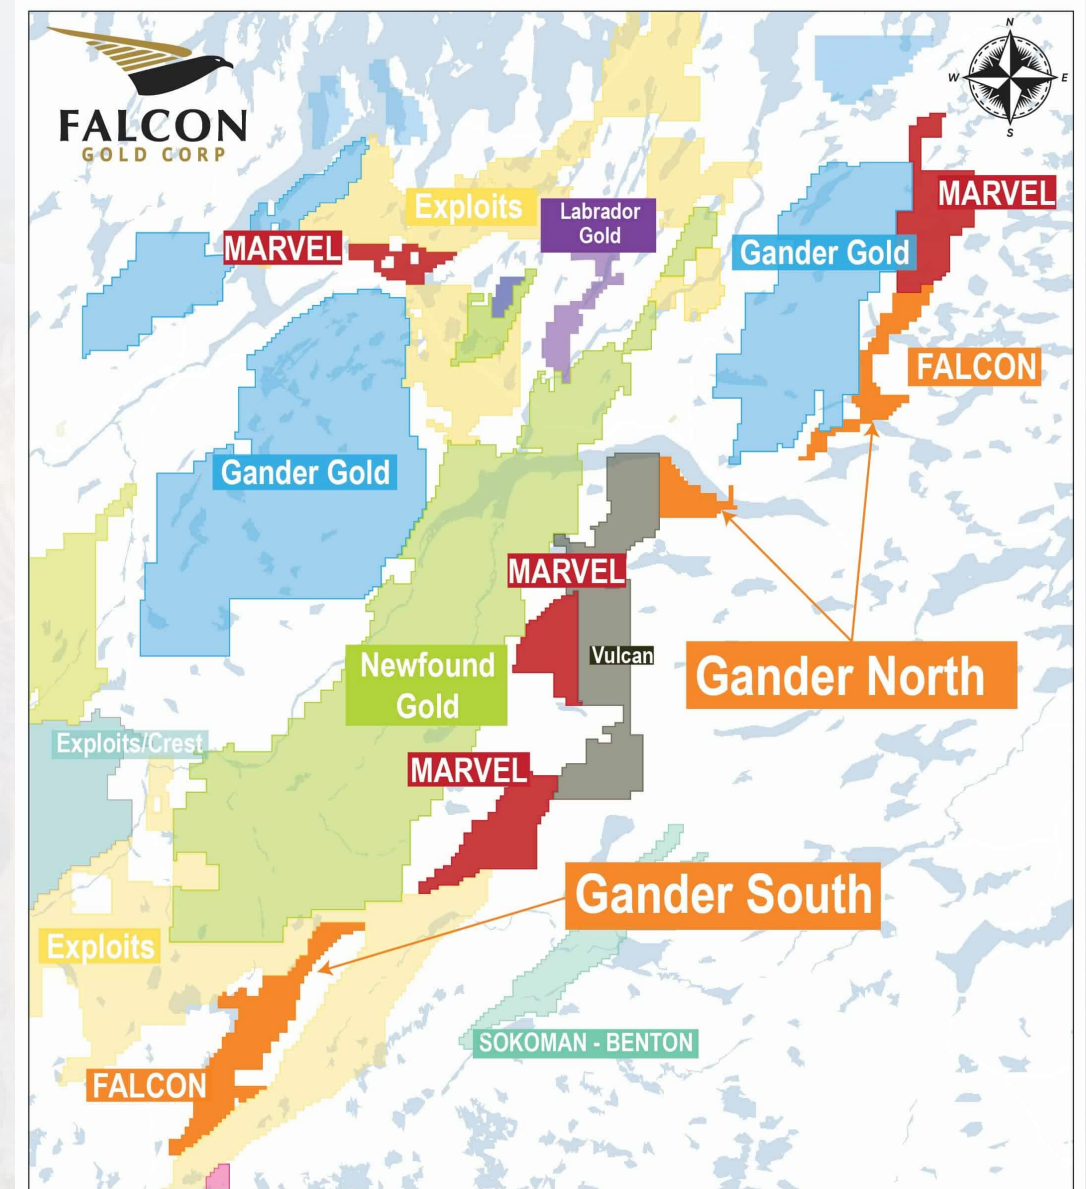 N
W
E
S
FALCON
GOLD CORP
MARVEL
Exploits
Labrador
Gold
MARVEL
Gander Gold
FALCON
Gander Gold
MARVEL
Newfound
Gold
Vulcan
Gander North
Exploits/Crest
MARVEL
Gander South
Exploits
SOKOMAN - BENTON
FALCON